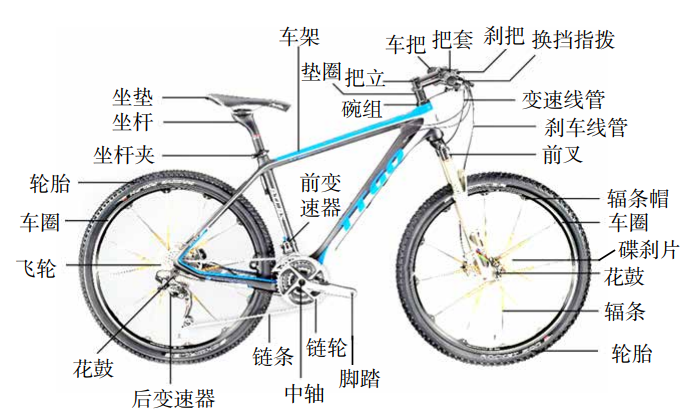 车架
车把
把套
刹把
换挡指拨
垫圈
把立
碗组
坐垫
坐杆
坐杆夹
变速线管
刹车线管
前叉
轮胎
车圈
飞轮
前变
速器
辐条帽
车圈
碟刹片
花鼓
辐条
轮胎
花鼓
后变速器
链条
中轴
链轮
脚踏